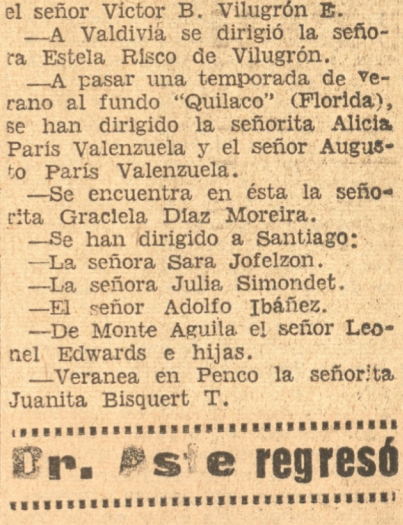 el señor Víctor B. Vilugrón E.
—A Valdivia se dirigió la seño-
ra Estela Risco de Vilugrón.
—A pasar una temporada de ve-
rano al fundo “Quilaco” (Florida),
se han dirigido la señorita Alicia
París Valenzuela y el señor Augus-
to París Valenzuela.
—Se encuentra en ésta la seño-
rita Graciela Díaz Moreira.
—Se han dirigido a Santiago:
—La señora Sara Jofelzon.
—La señora Julia Simondet.
—El señor Adolfo Ibáñez.
—De Monte Aguila el señor Leo-
nel Edwards e hijas.
—Veranea en Penco la señorita
Juanita Bisquert T.
Dr. regresó